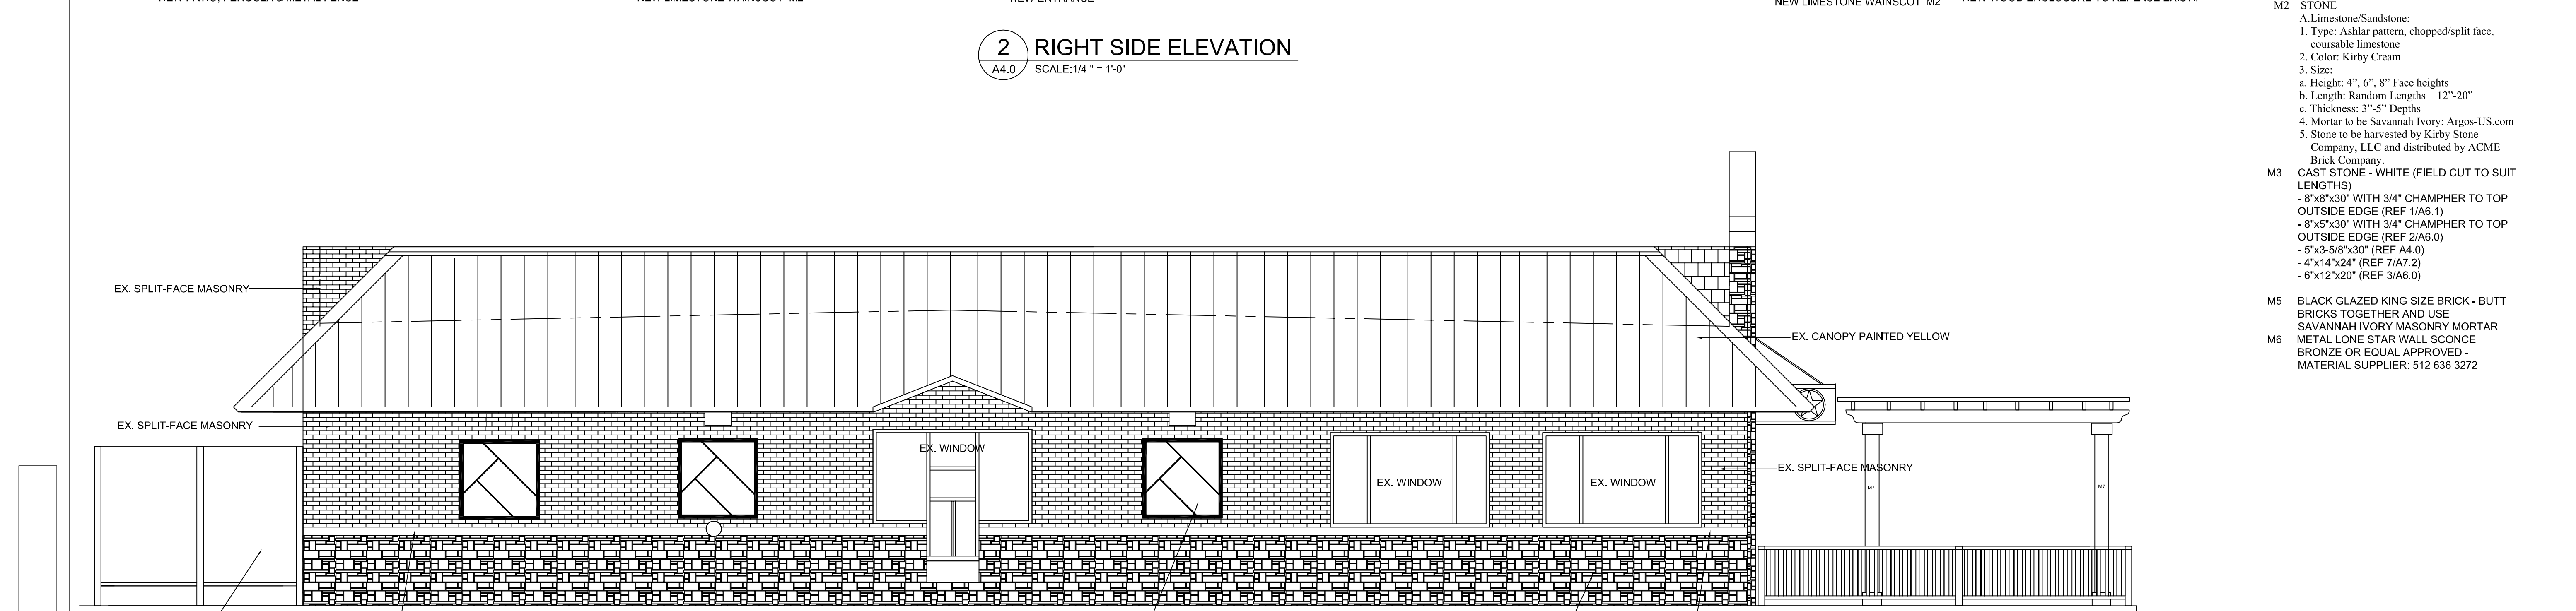 NEW LIMESTONE WAINSCOT M2
NEW ENTRANCE
NEW LIMESTONE WAINSCOT M2
2 RIGHT SIDE ELEVATION
A4.0 SCALE:1/4 " = 1'-0"
EX. SPLIT-FACE MASONRY
EX. CANOPY PAINTED YELLOW
EX. SPLIT-FACE MASONRY
EX. WINDOW
EX. SPLIT-FACE MASONRY
EX. WINDOW
EX. WINDOW
M7
M7
M2 STONE
A.Limestone/Sandstone:
1. Type: Ashlar pattern, chopped/split face,
coursable limestone
2. Color: Kirby Cream
3. Size:
a. Height: 4”, 6”, 8” Face heights
b. Length: Random Lengths – 12”-20”
c. Thickness: 3”-5” Depths
4. Mortar to be Savannah Ivory: Argos-US.com
5. Stone to be harvested by Kirby Stone
Company, LLC and distributed by ACME
Brick Company.
M3 CAST STONE - WHITE (FIELD CUT TO SUIT
LENGTHS)
- 8"x8"x30" WITH 3/4" CHAMPHER TO TOP
OUTSIDE EDGE (REF 1/A6.1)
- 8"x5"x30" WITH 3/4" CHAMPHER TO TOP
OUTSIDE EDGE (REF 2/A6.0)
- 5"x3-5/8"x30" (REF A4.0)
- 4"x14"x24" (REF 7/A7.2)
- 6"x12"x20" (REF 3/A6.0)
M5 BLACK GLAZED KING SIZE BRICK - BUTT
BRICKS TOGETHER AND USE
SAVANNAH IVORY MASONRY MORTAR
M6 METAL LONE STAR WALL SCONCE
BRONZE OR EQUAL APPROVED -
MATERIAL SUPPLIER: 512 636 3272